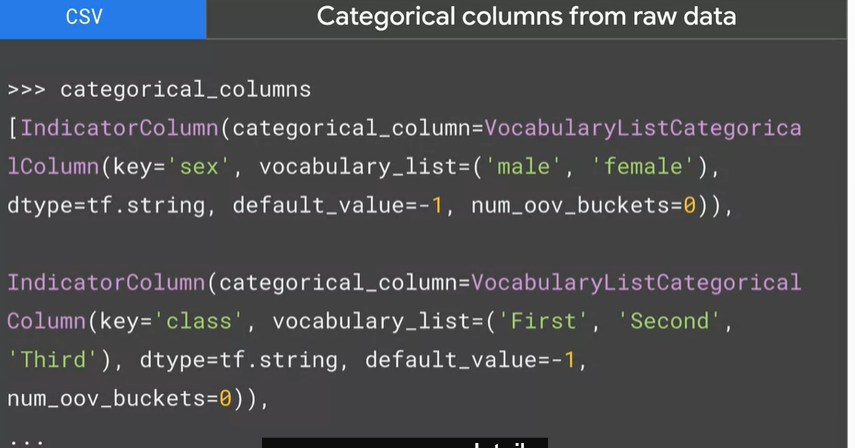 CSV
Categorical columns from raw data
>>> categorical_columns
[IndicatorColumn(categorical_column=VocabularyListCategorica
lColumn(key='sex', vocabulary_list=('male', 'female'),
dtype=tf.string, default_value=-1, num_oov_buckets=0)),
IndicatorColumn(categorical_column=VocabularyListCategorical
Column(key='class', vocabulary_list=('First', 'Second',
'Third'), dtype=tf.string, default_value=-1,
num_oov_buckets=0)),
...